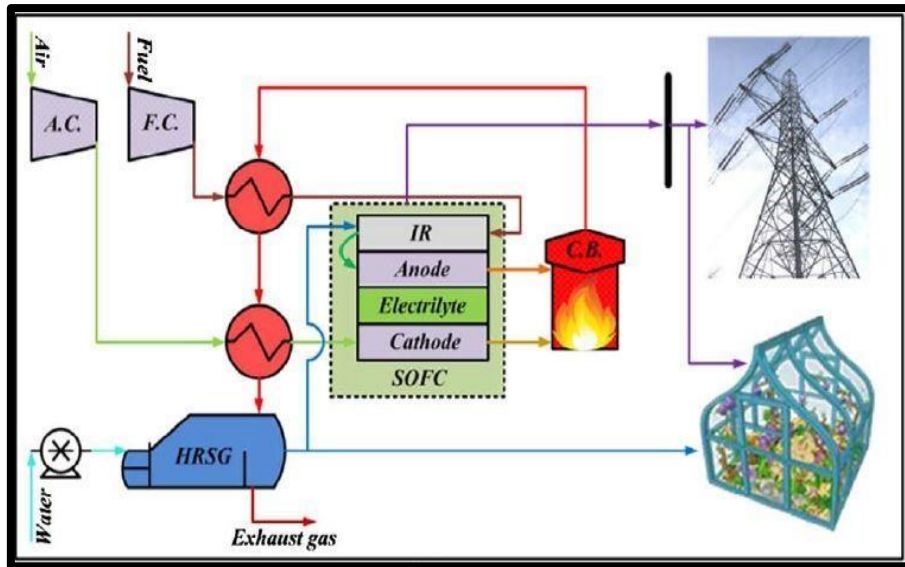 Air
Fuel
A.C.
F.C.
IR
Anode
Electrilyte
Cathode
SOFC
C.B.
HRSG
Water
Exhaust gas